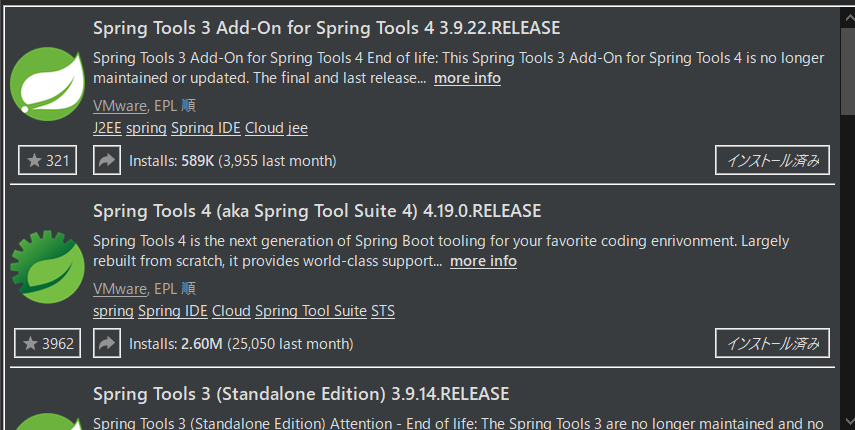 Spring Tools 3 Add-On for Spring Tools 4 3.9.22.RELEASE
Spring Tools 3 Add-On for Spring Tools 4 End of life: This Spring Tools 3 Add-On for Spring Tools 4 is no longer
maintained or updated. The final and last release... more info
VMware, EPL 順
J2EE spring Spring IDE Cloud jee
321 Installs: 589K (3,955 last month) インストール済み
Spring Tools 4 (aka Spring Tool Suite 4) 4.19.0.RELEASE
Spring Tools 4 is the next generation of Spring Boot tooling for your favorite coding enrivonment. Largely
rebuilt from scratch, it provides world-class support... more info
VMware, EPL 順
spring Spring IDE Cloud Spring Tool Suite STS
3962 Installs: 2.60M (25,050 last month) インストール済み
Spring Tools 3 (Standalone Edition) 3.9.14.RELEASE
Spring Tools 3 (Standalone Edition) Attention - End of life: The Spring Tools 3 are no longer maintained and no